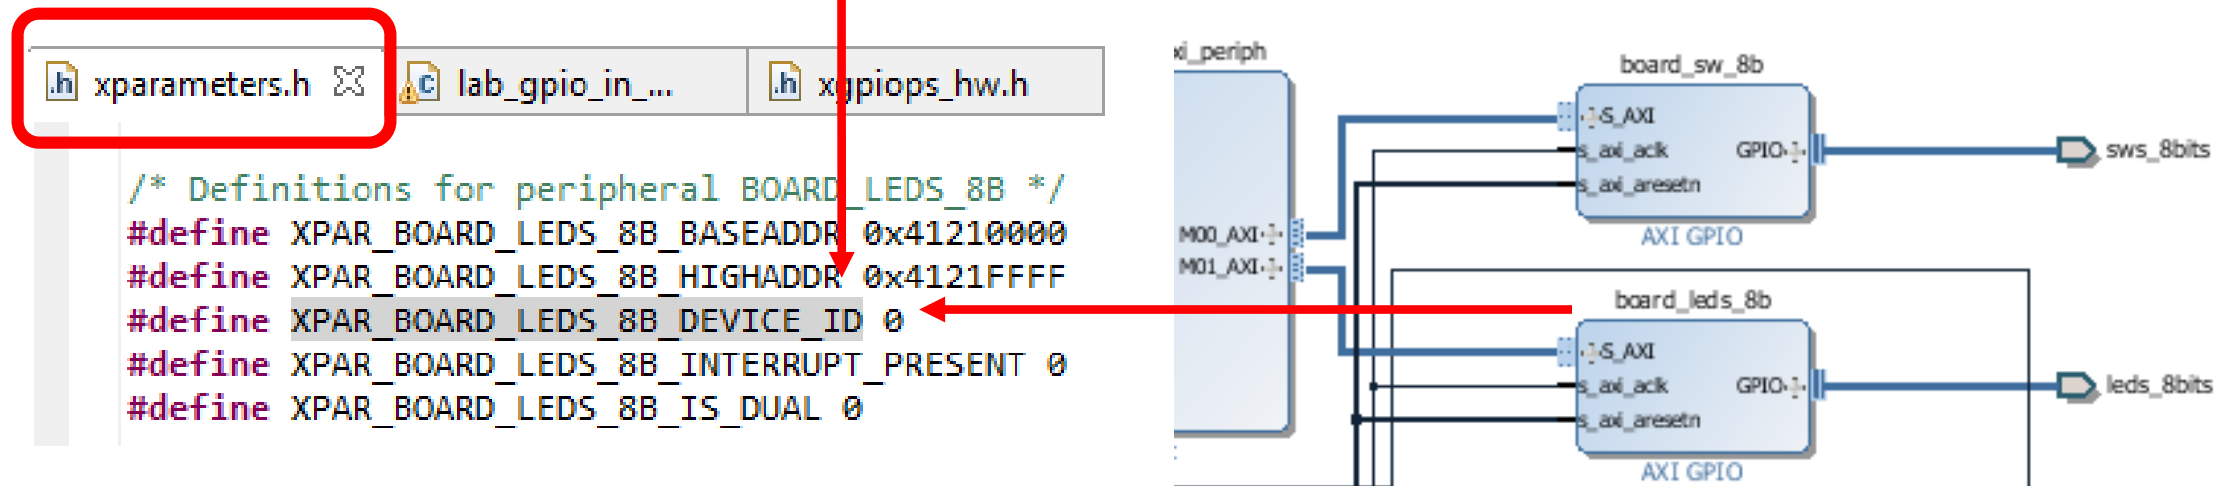 xparameters.h
lab_gpio_in_...
xgpiops_hw.h
/* Definitions for peripheral BOARD_LEDS_8B */
#define XPAR_BOARD_LEDS_8B_BASEADDR 0x41210000
#define XPAR_BOARD_LEDS_8B_HIGHADDR 0x4121FFFF
#define XPAR_BOARD_LEDS_8B_DEVICE_ID 0
#define XPAR_BOARD_LEDS_8B_INTERRUPT_PRESENT 0
#define XPAR_BOARD_LEDS_8B_IS_DUAL 0
xi_periph
M00_AXI
M01_AXI
board_sw_8b
S_AXI
s_axi_aclk
GPIO
s_axi_aresetn
AXI GPIO
sws_8bits
board_leds_8b
S_AXI
s_axi_aclk
GPIO
s_axi_aresetn
AXI GPIO
leds_8bits